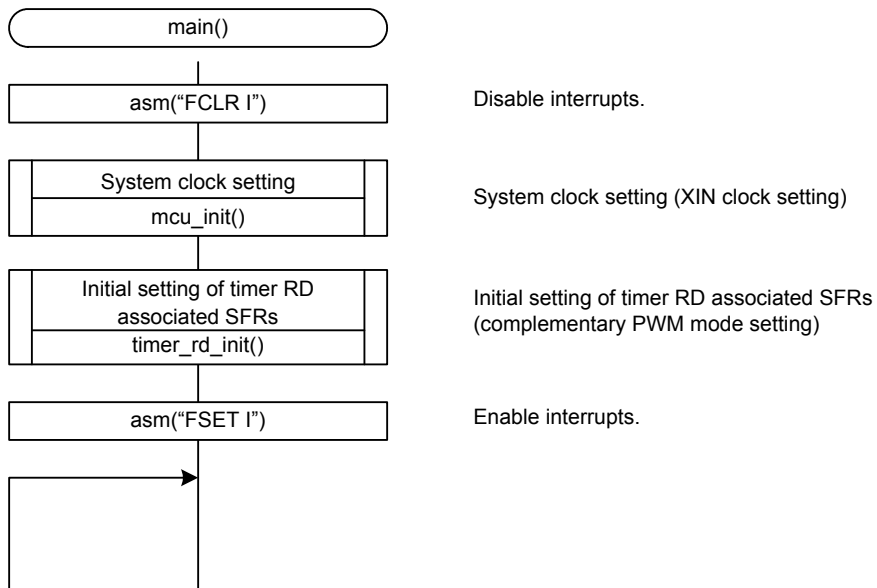 main()
asm(“FCLR I”)
Disable interrupts.
System clock setting
mcu_init()
System clock setting (XIN clock setting)
Initial setting of timer RD
associated SFRs
timer_rd_init()
Initial setting of timer RD associated SFRs
(complementary PWM mode setting)
asm(“FSET I”)
Enable interrupts.